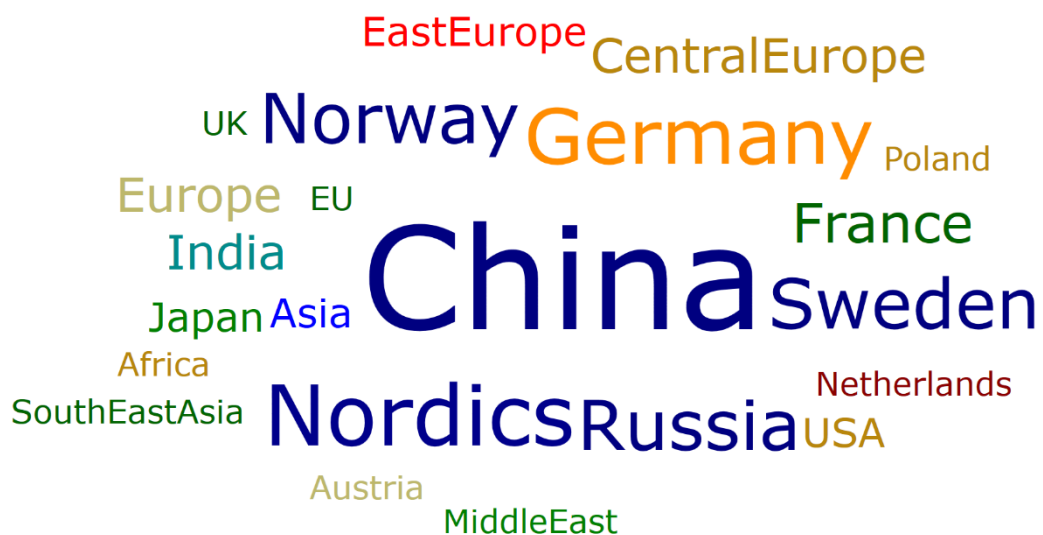 EastEurope
CentralEurope
UK
Norway
Germany
Poland
Europe
EU
France
India
China
Sweden
Japan
Asia
Africa
Netherlands
SouthEastAsia
Nordics
Russia
USA
Austria
MiddleEast